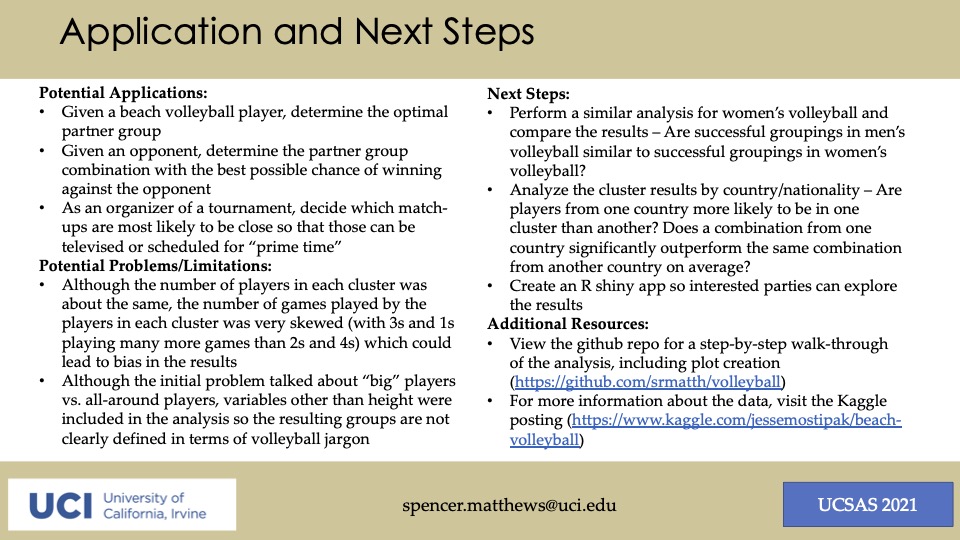 Application and Next Steps
Potential Applications:
• Given a beach volleyball player, determine the optimal
partner group
• Given an opponent, determine the partner group
combination with the best possible chance of winning
against the opponent
• As an organizer of a tournament, decide which match-
ups are most likely to be close so that those can be
televised or scheduled for “prime time”
Potential Problems/Limitations:
• Although the number of players in each cluster was
about the same, the number of games played by the
players in each cluster was very skewed (with 3s and 1s
playing many more games than 2s and 4s) which could
lead to bias in the results
• Although the initial problem talked about “big” players
vs. all-around players, variables other than height were
included in the analysis so the resulting groups are not
clearly defined in terms of volleyball jargon
Next Steps:
• Perform a similar analysis for women’s volleyball and
compare the results – Are successful groupings in men’s
volleyball similar to successful groupings in women’s
volleyball?
• Analyze the cluster results by country/nationality – Are
players from one country more likely to be in one
cluster than another? Does a combination from one
country significantly outperform the same combination
from another country on average?
• Create an R shiny app so interested parties can explore
the results
Additional Resources:
• View the github repo for a step-by-step walk-through
of the analysis, including plot creation
(https://github.com/srmatth/volleyball)
• For more information about the data, visit the Kaggle
posting (https://www.kaggle.com/jessemostipak/beach-
volleyball)
UCI University of
California, Irvine
spencer.matthews@uci.edu
UCSAS 2021